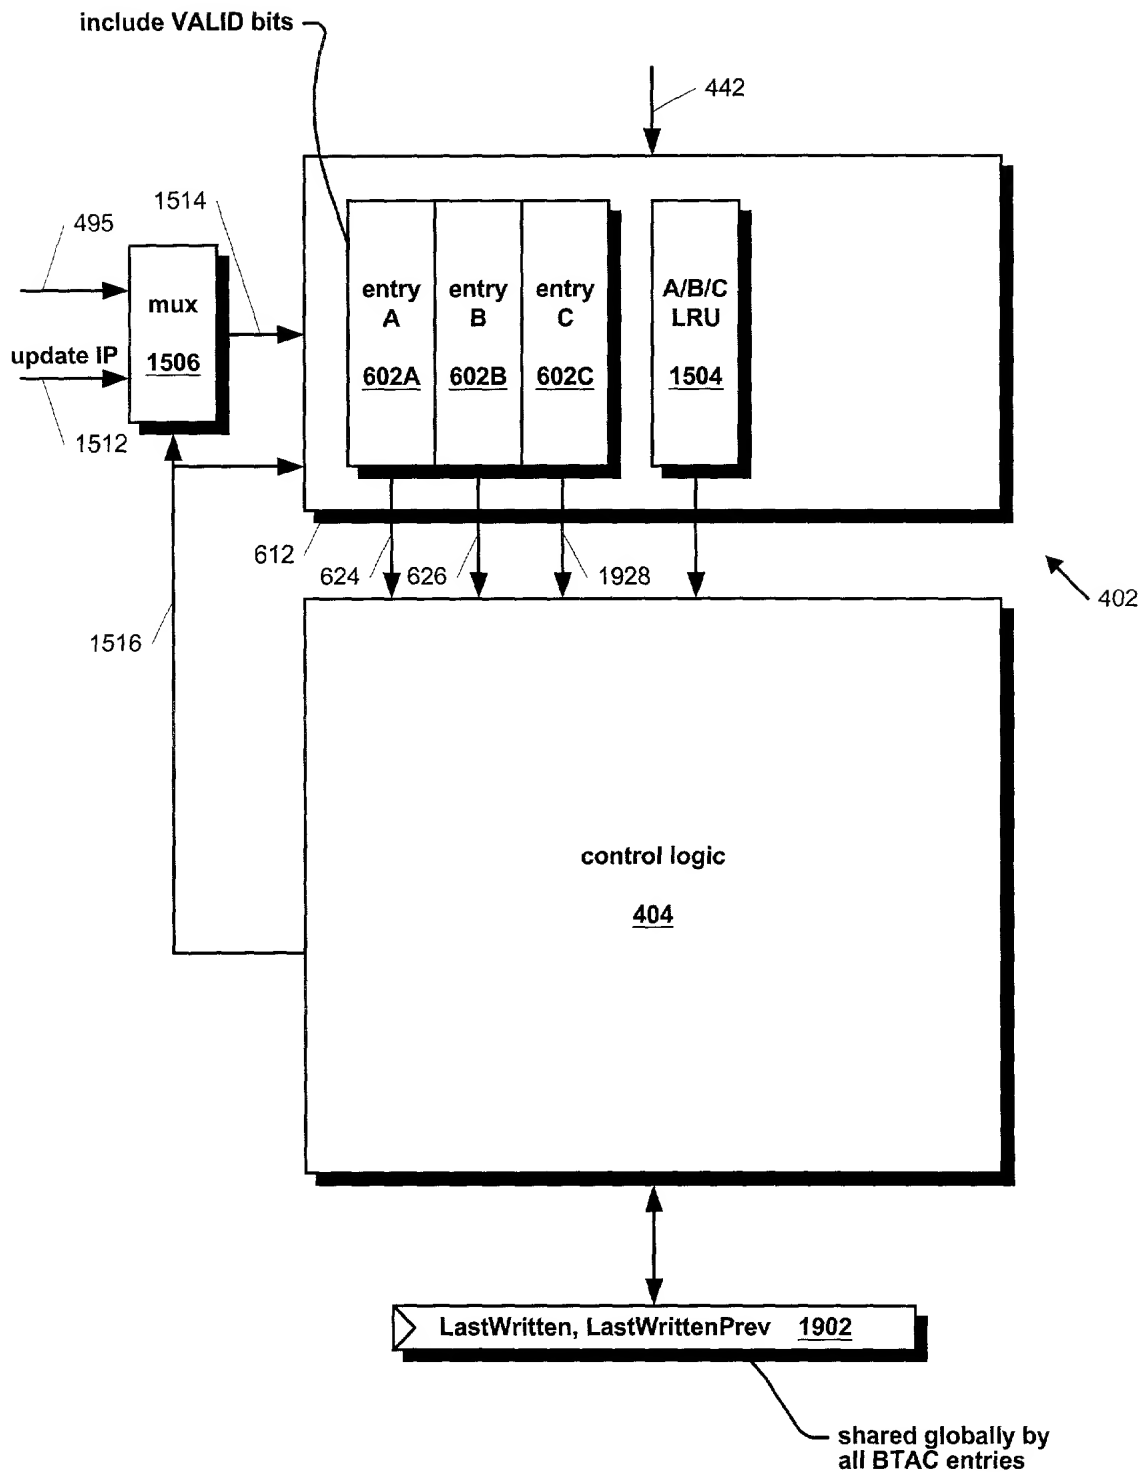 include VALID bits
442
1514
495
mux
1506
update IP
1512
entry A
602A
entry B
602B
entry C
602C
A/B/C LRU
1504
612
624
626
1928
402
1516
control logic
404
LastWritten, LastWrittenPrev 1902
shared globally by
all BTAC entries